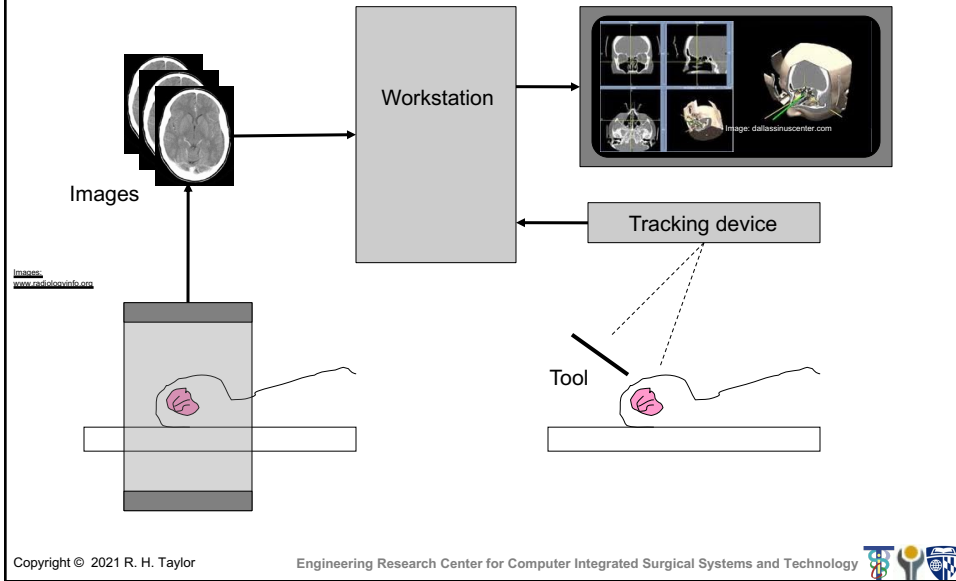 Workstation
Image: dallassinuscenter.com
Images
Tracking device
Images:
www.radiologyinfo.org
Tool
Copyright © 2021 R. H. Taylor
Engineering Research Center for Computer Integrated Surgical Systems and Technology